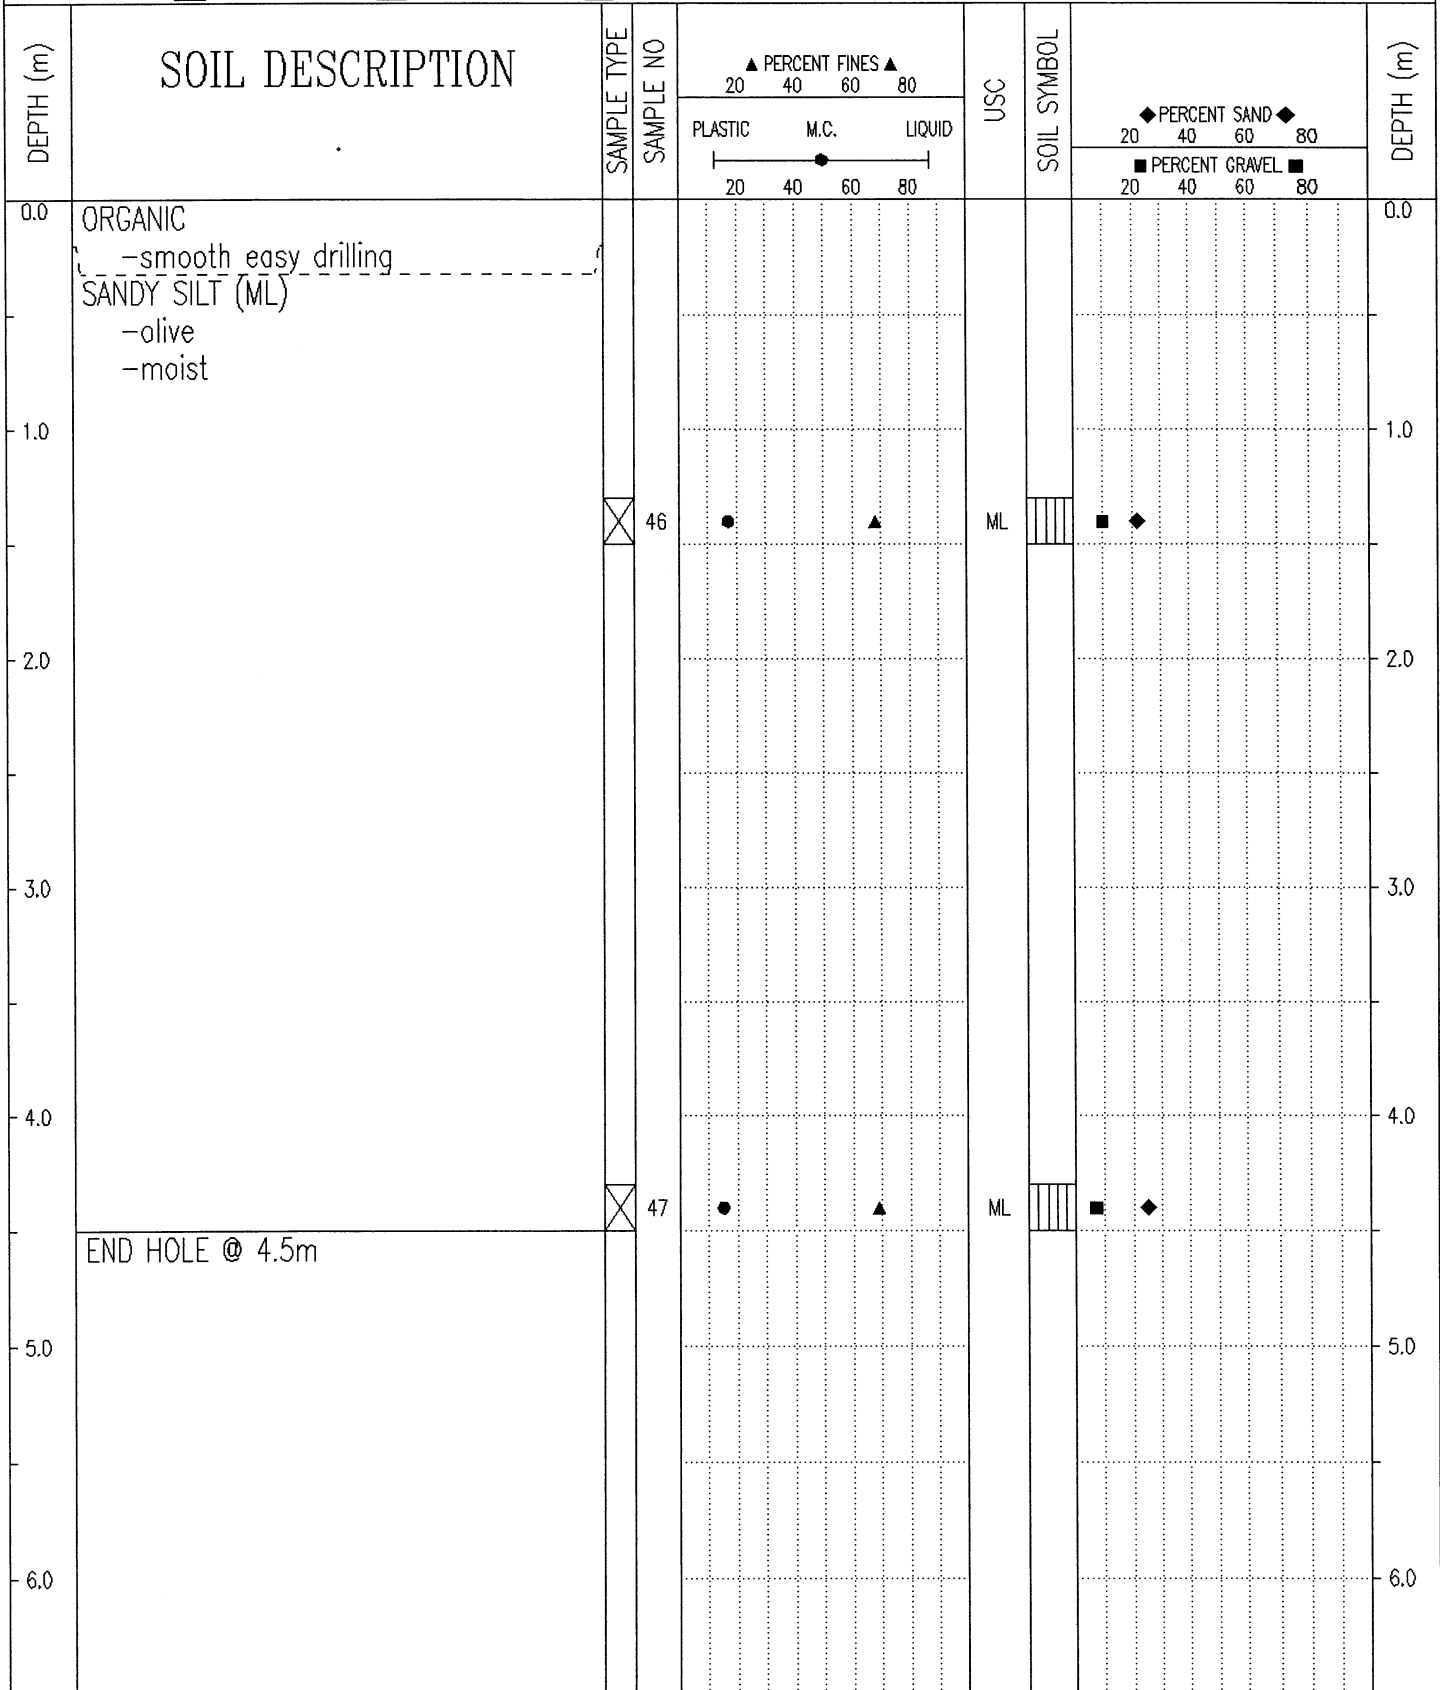 DEPTH (m)
SOIL DESCRIPTION
SAMPLE TYPE
SAMPLE NO
▲ PERCENT FINES ▲
20 40 60 80
PLASTIC M.C. LIQUID
20 40 60 80
USC
SOIL SYMBOL
◆ PERCENT SAND ◆
20 40 60 80
■ PERCENT GRAVEL ■
20 40 60 80
DEPTH (m)
0.0 ORGANIC 0.0
-smooth easy drilling
SANDY SILT (ML)
-olive
-moist
1.0 1.0
46 ML
2.0 2.0
3.0 3.0
4.0 4.0
47 ML
END HOLE @ 4.5m
5.0 5.0
6.0 6.0